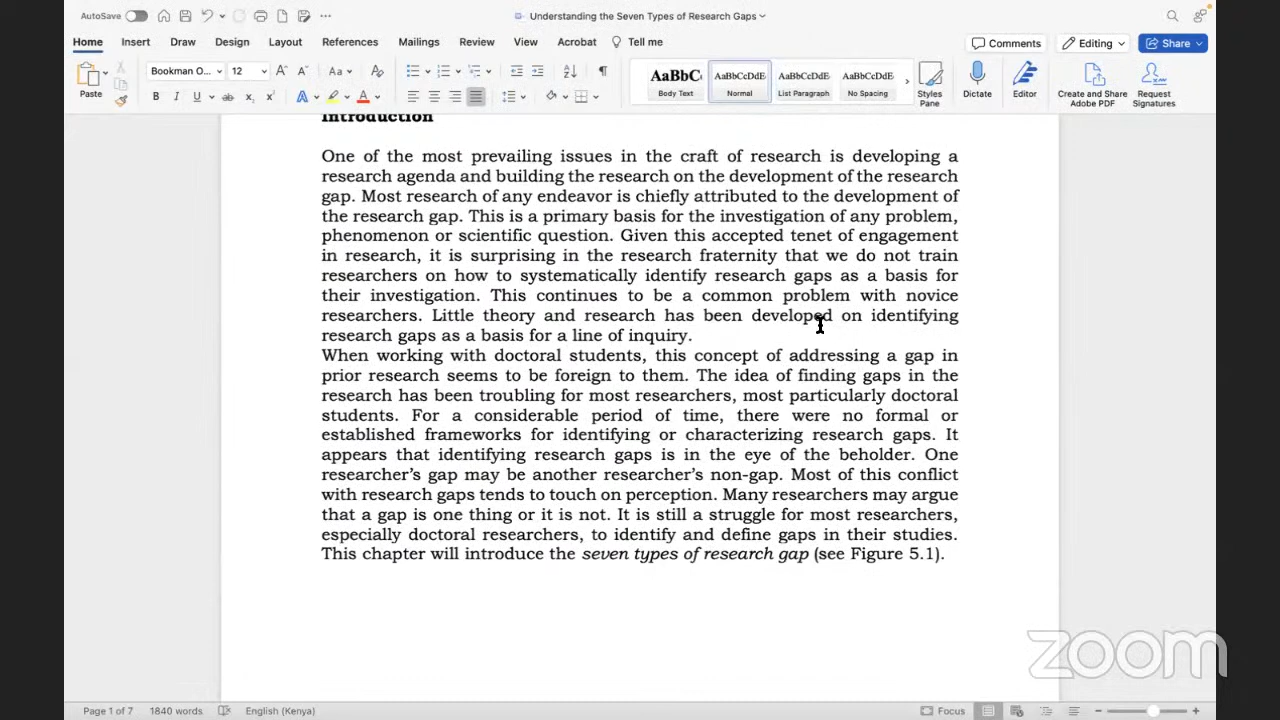 AutoSave
Understanding the Seven Types of Research Gaps
Home Insert Draw Design Layout References Mailings Review View Acrobat Tell me
Comments Editing Share
Paste
Bookman O... 12
AaBbC AaBbCcDdE AaBbCcDdE AaBbCcDdE
Body Text Normal List Paragraph No Spacing
Styles Pane
Dictate
Editor
Create and Share Adobe PDF
Request Signatures
Introduction
One of the most prevailing issues in the craft of research is developing a
research agenda and building the research on the development of the research
gap. Most research of any endeavor is chiefly attributed to the development of
the research gap. This is a primary basis for the investigation of any problem,
phenomenon or scientific question. Given this accepted tenet of engagement
in research, it is surprising in the research fraternity that we do not train
researchers on how to systematically identify research gaps as a basis for
their investigation. This continues to be a common problem with novice
researchers. Little theory and research has been developed on identifying
research gaps as a basis for a line of inquiry.
When working with doctoral students, this concept of addressing a gap in
prior research seems to be foreign to them. The idea of finding gaps in the
research has been troubling for most researchers, most particularly doctoral
students. For a considerable period of time, there were no formal or
established frameworks for identifying or characterizing research gaps. It
appears that identifying research gaps is in the eye of the beholder. One
researcher’s gap may be another researcher’s non-gap. Most of this conflict
with research gaps tends to touch on perception. Many researchers may argue
that a gap is one thing or it is not. It is still a struggle for most researchers,
especially doctoral researchers, to identify and define gaps in their studies.
This chapter will introduce the seven types of research gap (see Figure 5.1).
zoom
Page 1 of 7 1840 words English (Kenya) Focus